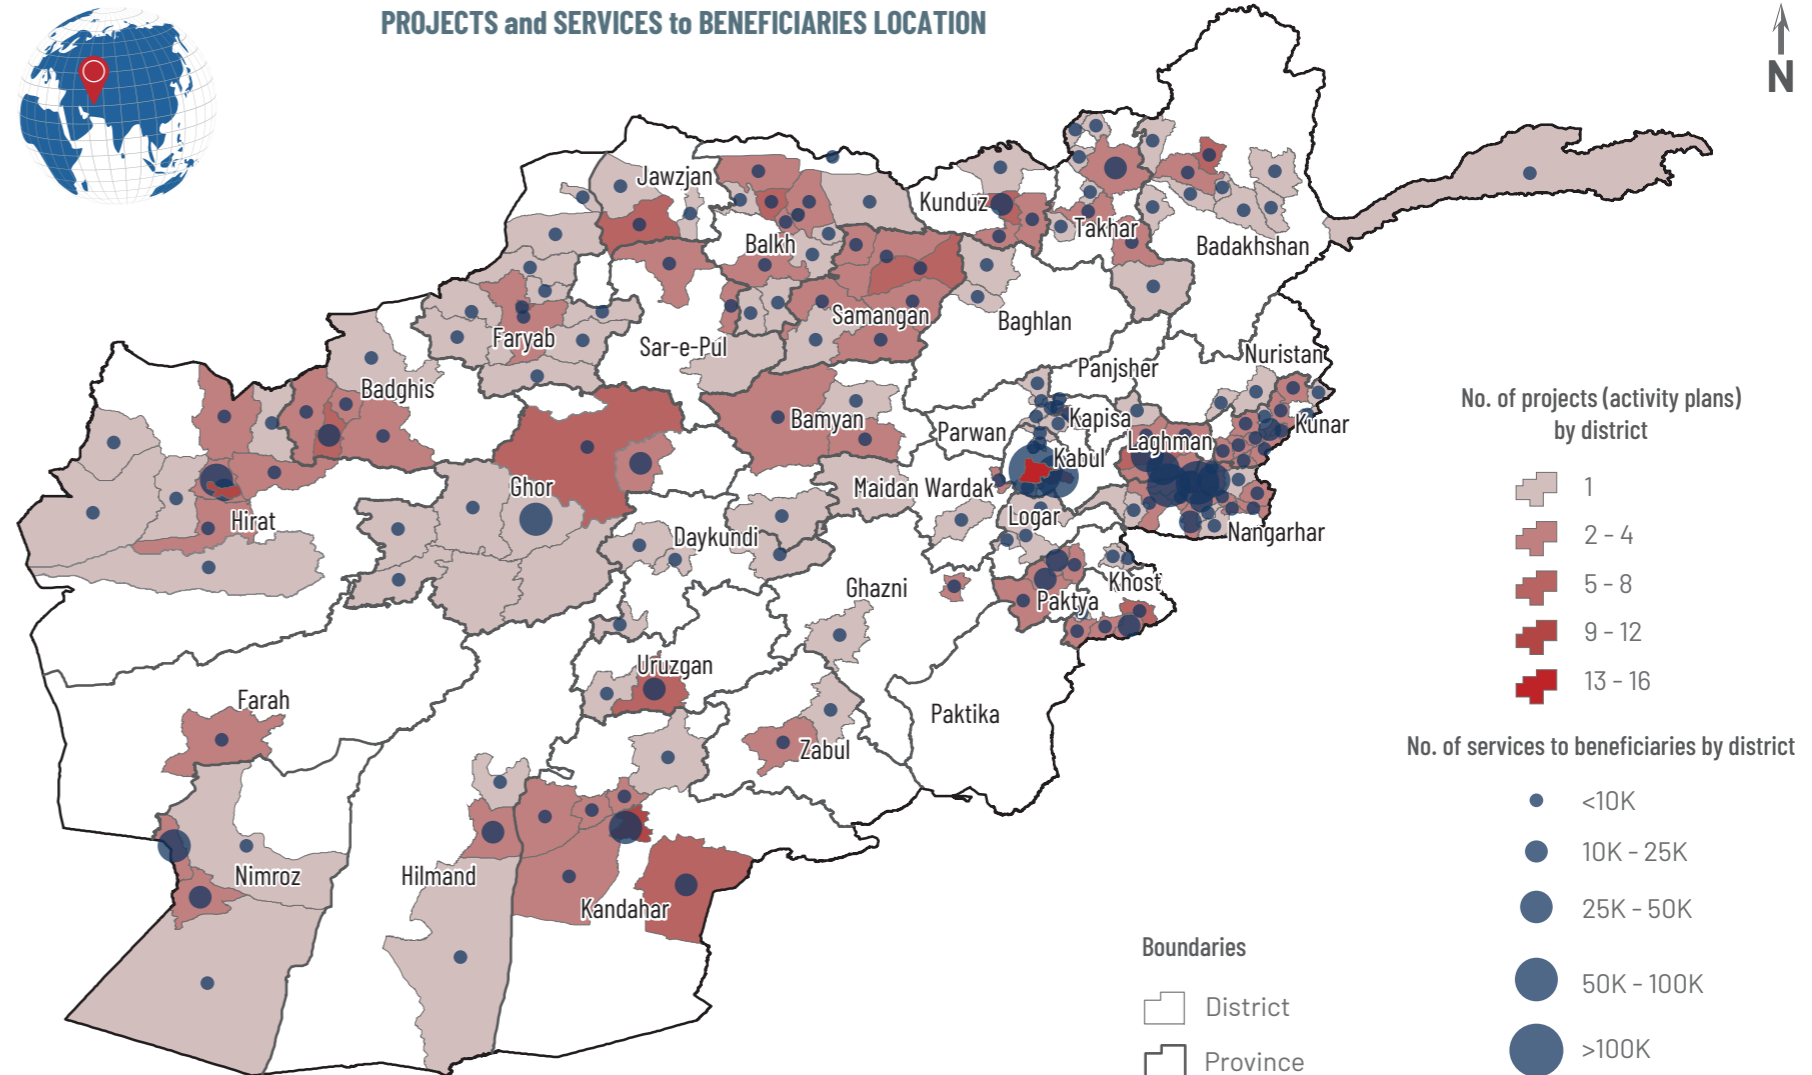 PROJECTS and SERVICES to BENEFICIARIES LOCATION
N
Jawzjan
Kunduz
Takhar
Balkh
Badakhshan
Samangan
Baghlan
Faryab
Sar-e-Pul
Nuristan
Panjsher
Badghis
Bamyan
Kapisa
Kunar
Parwan
Laghman
Kabul
Ghor
Maidan Wardak
Hirat
Logar
Nangarhar
Daykundi
Khost
Ghazni
Paktya
Uruzgan
Farah
Paktika
Zabul
Nimroz
Hilmand
Kandahar
No. of projects (activity plans)
by district
1
2 - 4
5 - 8
9 - 12
13 - 16
No. of services to beneficiaries by district
<10K
10K - 25K
25K - 50K
50K - 100K
>100K
Boundaries
District
Province